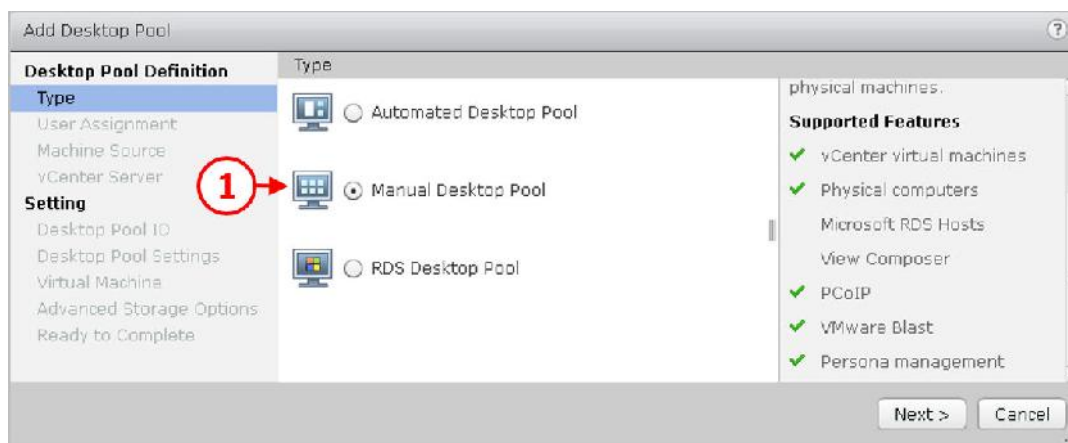 Add Desktop Pool
?
Desktop Pool Definition
Type
User Assignment
Machine Source
vCenter Server
Setting
Desktop Pool ID
Desktop Pool Settings
Virtual Machine
Advanced Storage Options
Ready to Complete
Type
Automated Desktop Pool
1
Manual Desktop Pool
RDS Desktop Pool
physical machines.
Supported Features
vCenter virtual machines
Physical computers
Microsoft RDS Hosts
View Composer
PCoIP
VMware Blast
Persona management
Next >
Cancel